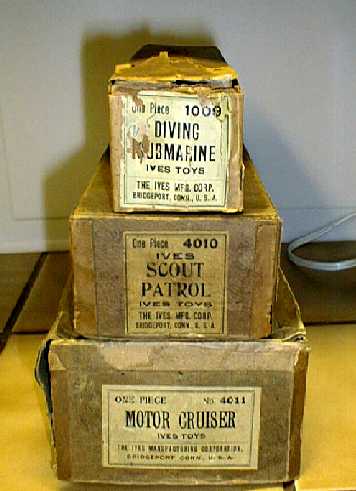 One Piece 1009
DIVING
SUBMARINE
IVES TOYS
THE IVES MFG. CORP.
BRIDGEPORT, CONN., U.S.A.
One Piece 4010
IVES
SCOUT
PATROL
IVES TOYS
THE IVES MFG. CORP.
BRIDGEPORT, CONN., U.S.A.
ONE PIECE No. 4011
MOTOR CRUISER
IVES TOYS
THE IVES MANUFACTURING CORPORATION,
BRIDGEPORT CONN., U.S.A.